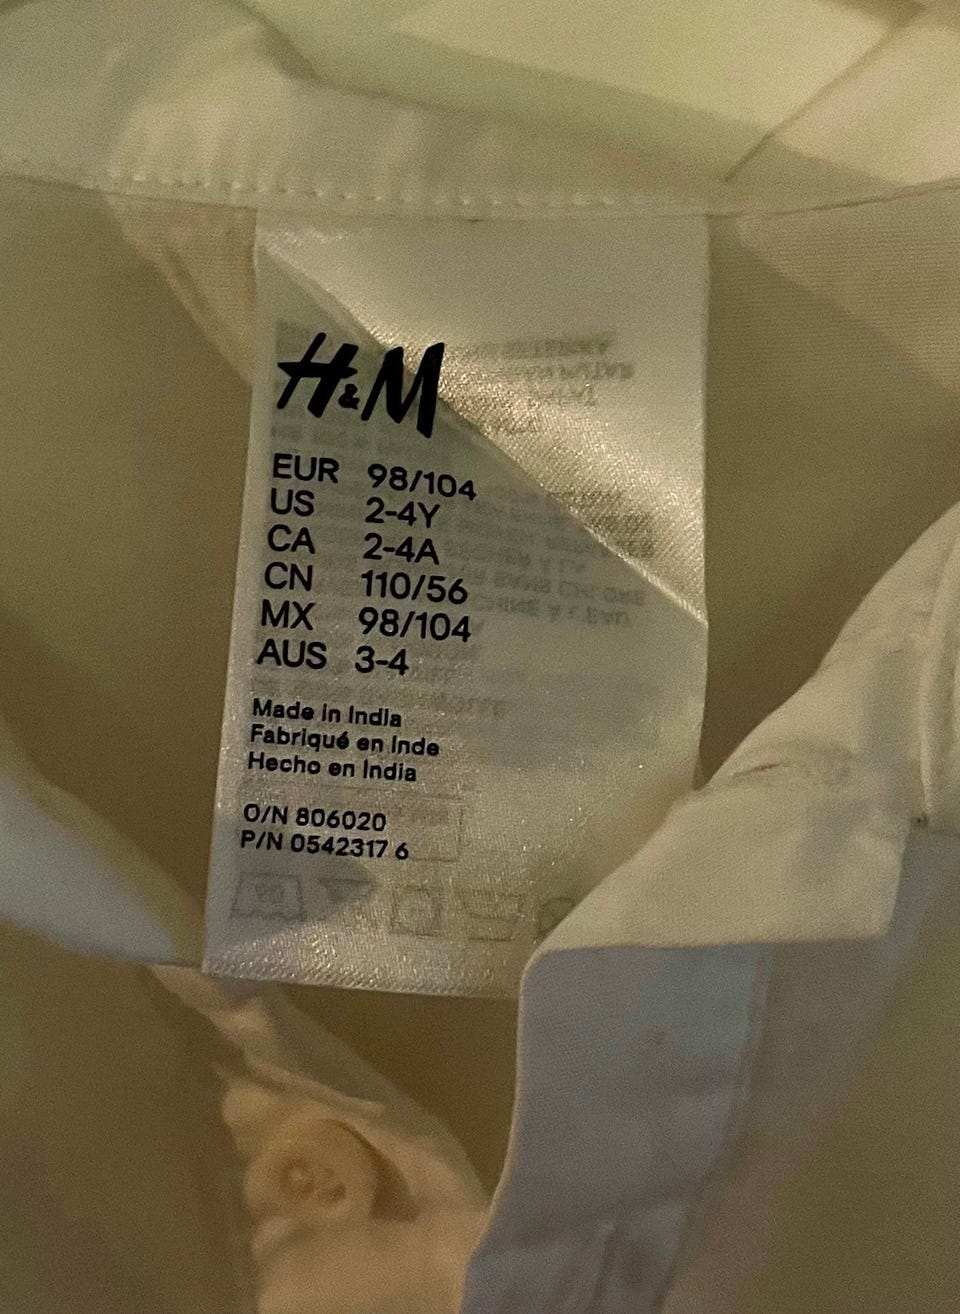 H&M
EUR 98/104
US 2-4Y
CA 2-4A
CN 110/56
MX 98/104
AUS 3-4
Made in India
Fabriqué en Inde
Hecho en India
O/N 806020
P/N 0542317 6